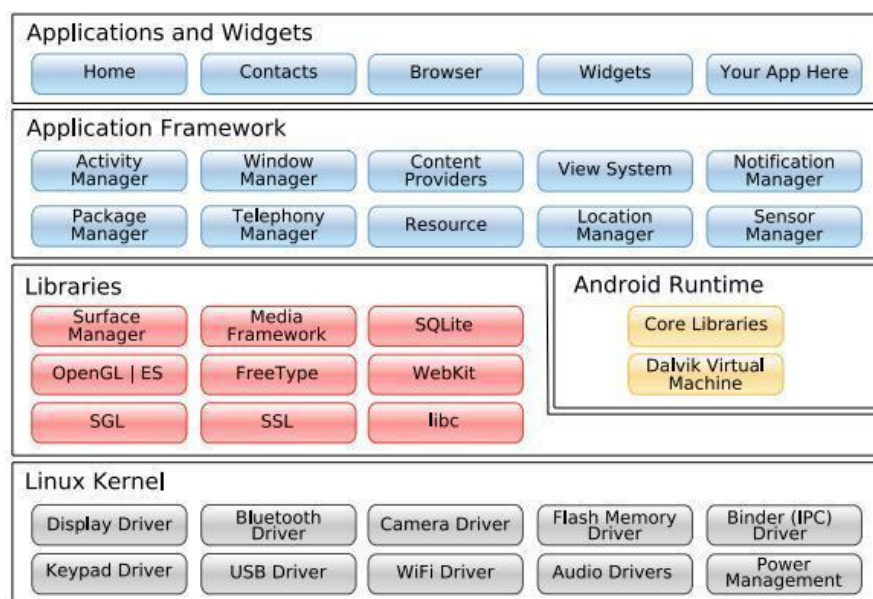 Applications and Widgets
Home
Contacts
Browser
Widgets
Your App Here
Application Framework
Activity
Manager
Window
Manager
Content
Providers
View System
Notification
Manager
Package
Manager
Telephony
Manager
Resource
Location
Manager
Sensor
Manager
Libraries
Surface
Manager
Media
Framework
SQLite
OpenGL | ES
FreeType
WebKit
SGL
SSL
libc
Android Runtime
Core Libraries
Dalvik Virtual
Machine
Linux Kernel
Display Driver
Bluetooth
Driver
Camera Driver
Flash Memory
Driver
Binder (IPC)
Driver
Keypad Driver
USB Driver
WiFi Driver
Audio Drivers
Power
Management